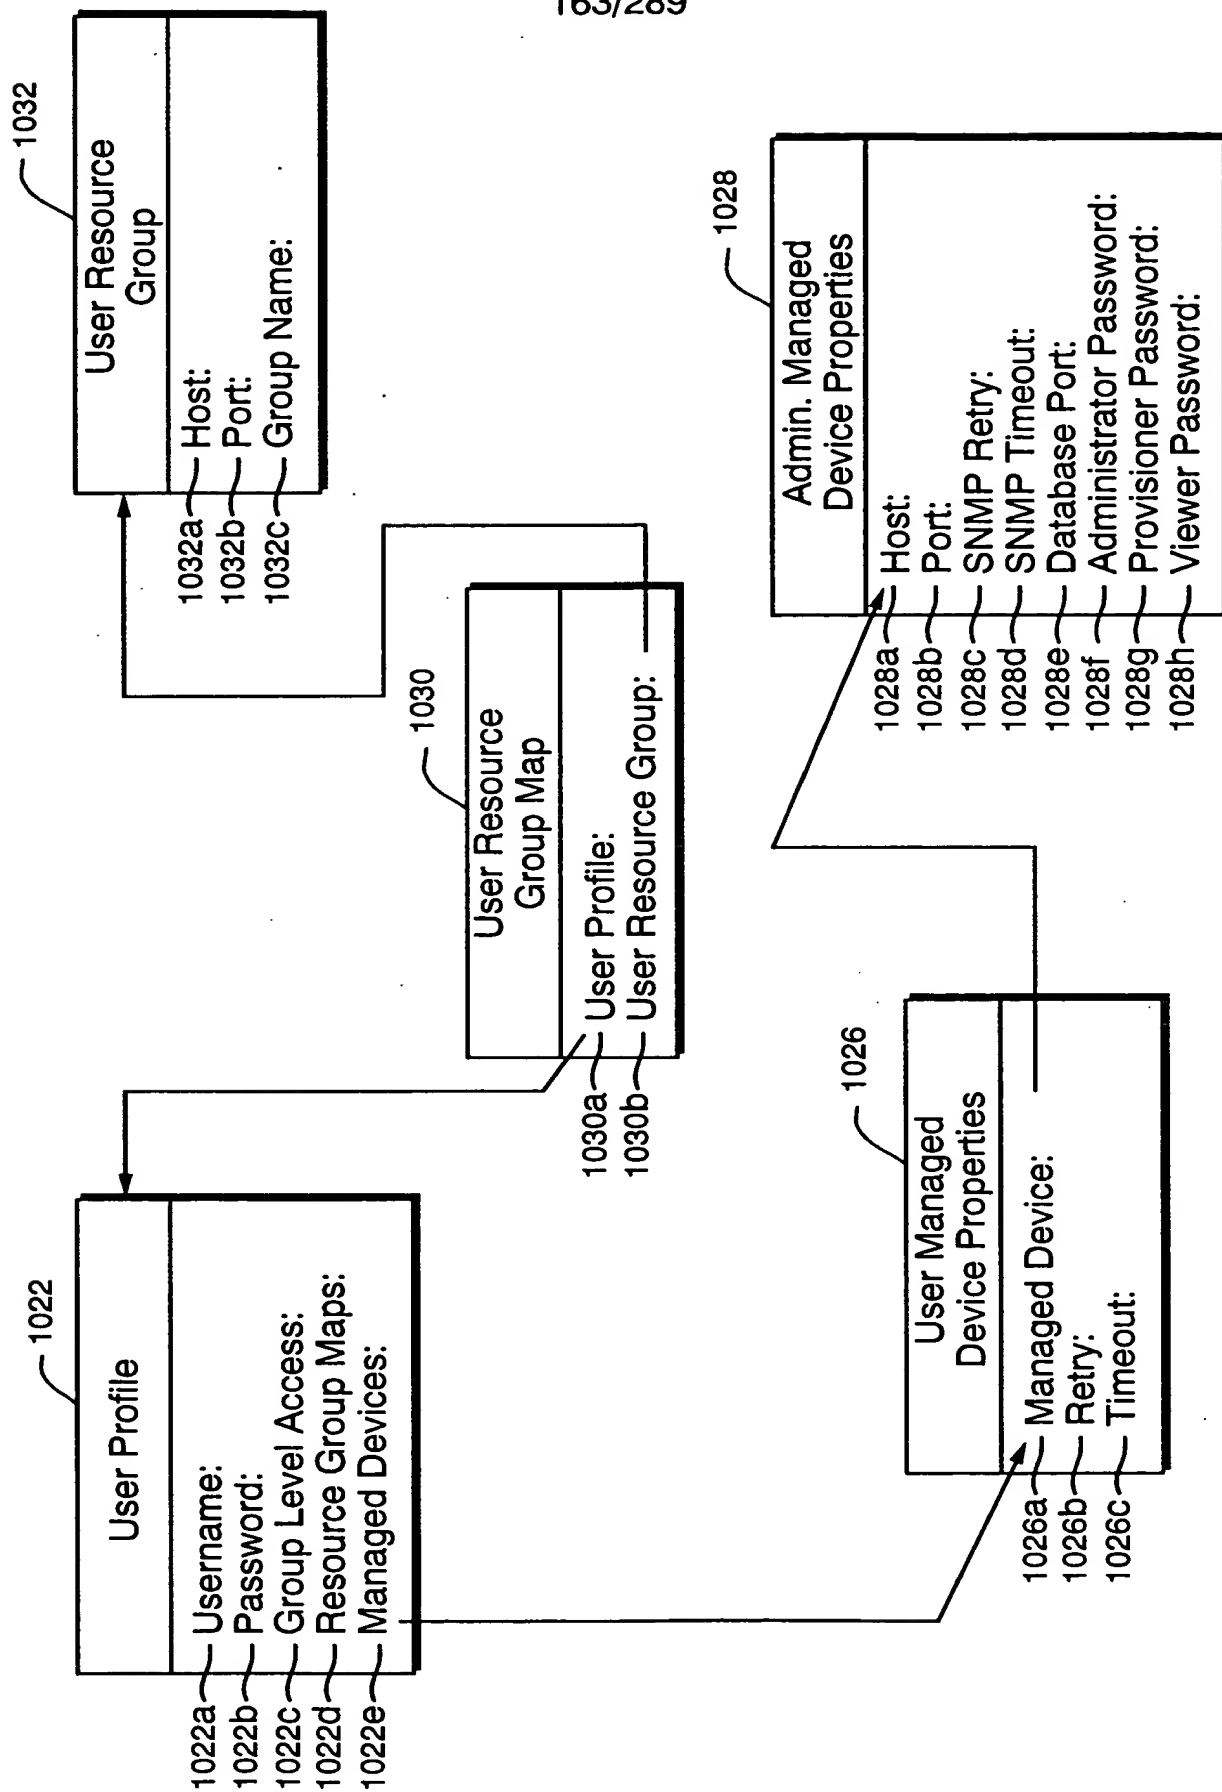 163/289
1022
User Profile
1022a Username:
1022b Password:
1022c Group Level Access:
1022d Resource Group Maps:
1022e Managed Devices:
1030
User Resource
Group Map
1030a User Profile:
1030b User Resource Group:
1032
User Resource
Group
1032a Host:
1032b Port:
1032c Group Name:
1026
User Managed
Device Properties
1026a Managed Device:
1026b Retry:
1026c Timeout:
1028
Admin. Managed
Device Properties
1028a Host:
1028b Port:
1028c SNMP Retry:
1028d SNMP Timeout:
1028e Database Port:
1028f Administrator Password:
1028g Provisioner Password:
1028h Viewer Password: